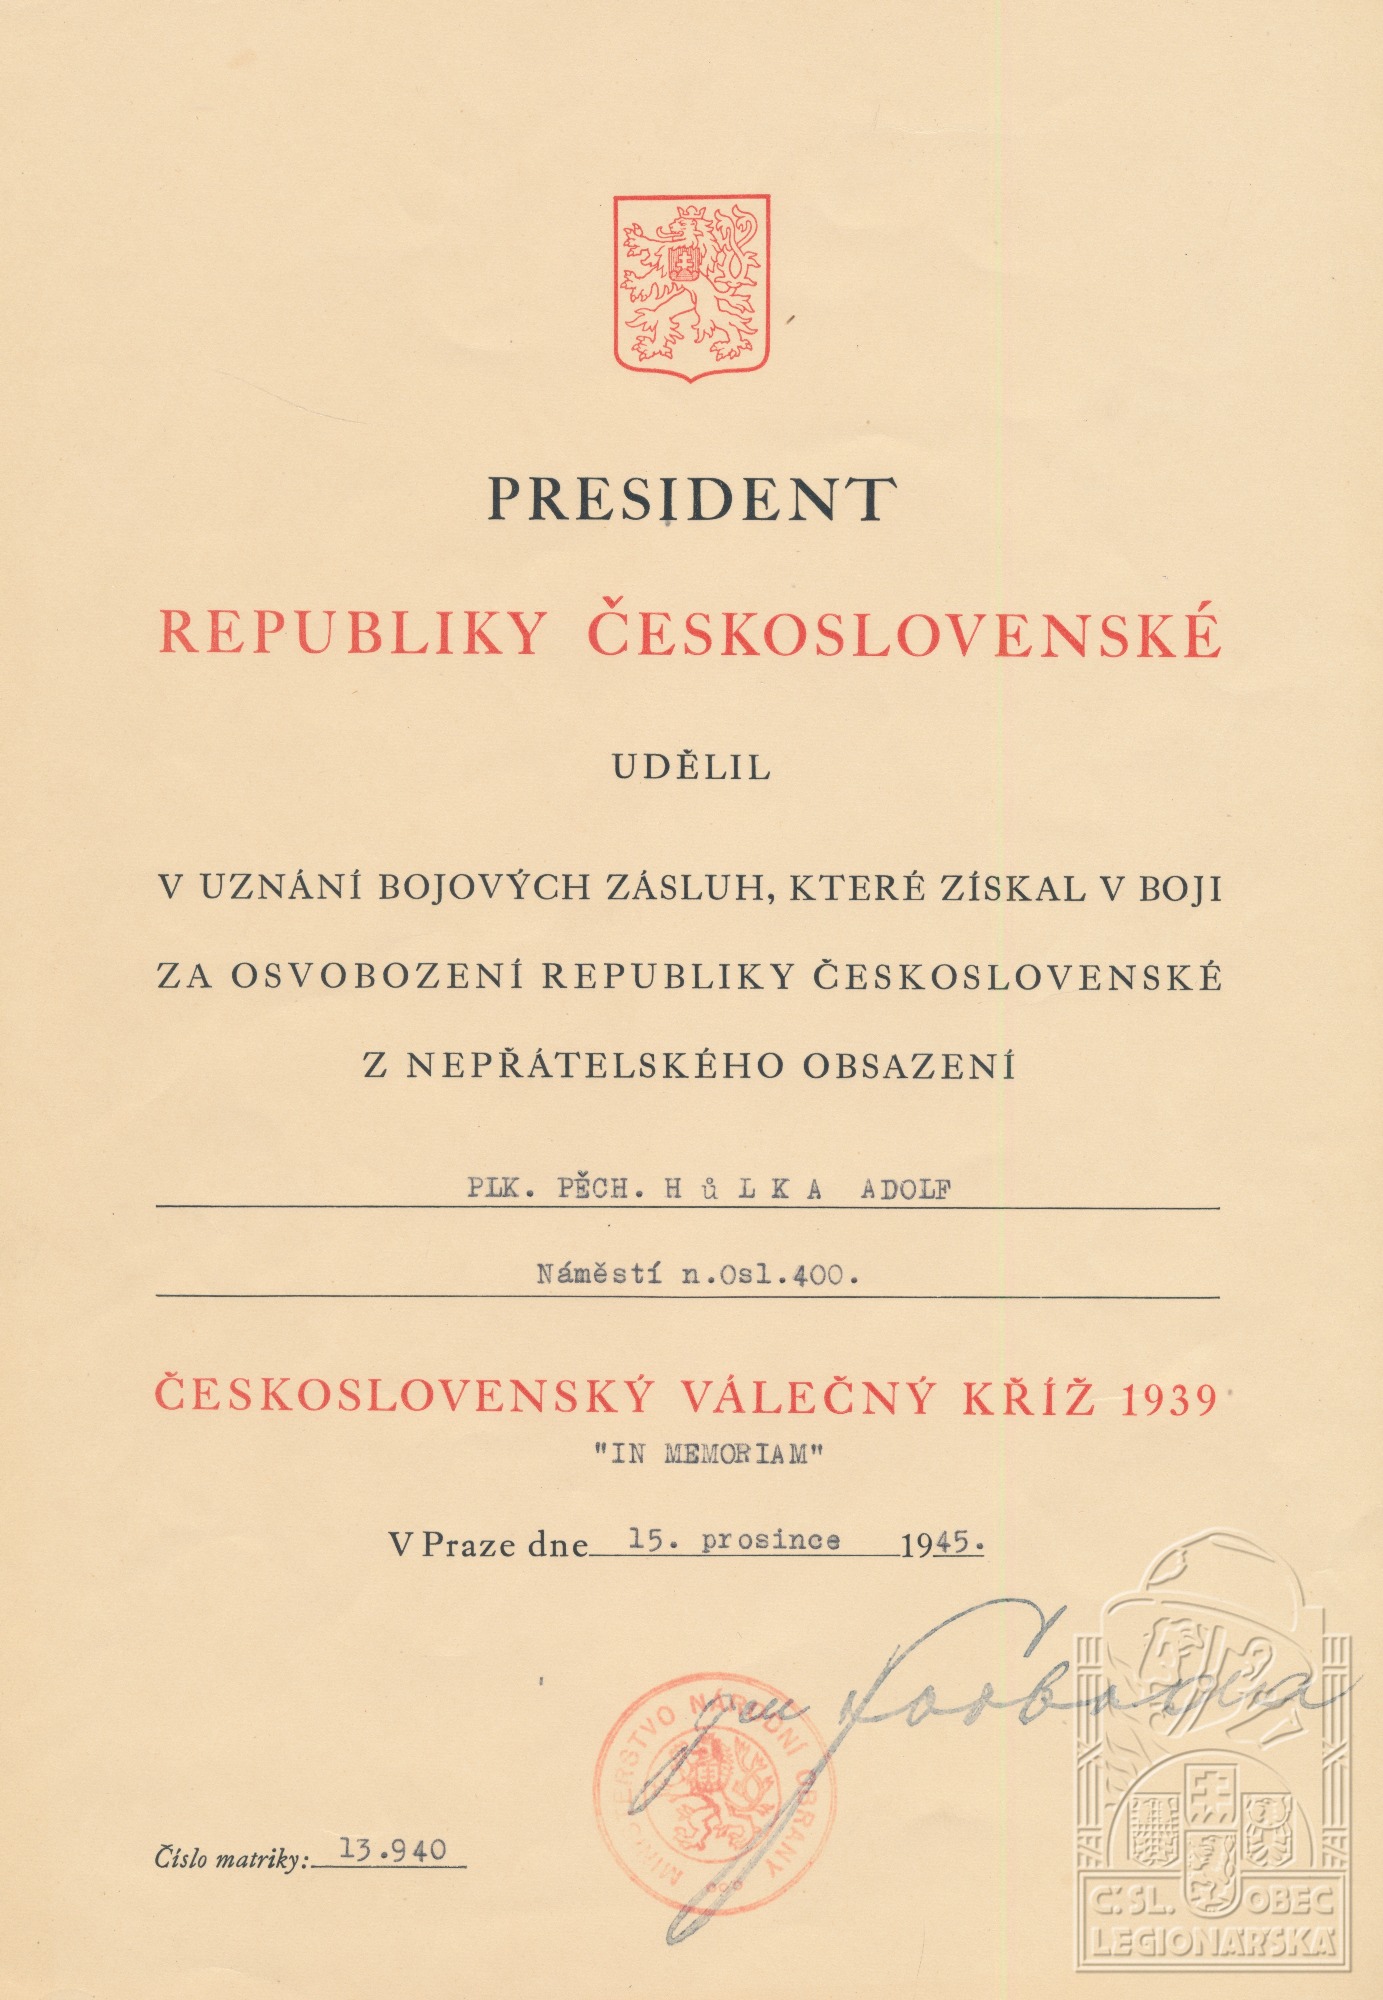 PRESIDENT
REPUBLIKY ČESKOSLOVENSKÉ
UDĚLIL
V UZNÁNÍ BOJOVÝCH ZÁSLUH, KTERÉ ZÍSKAL V BOJI
ZA OSVOBOZENÍ REPUBLIKY ČESKOSLOVENSKÉ
Z NEPŘÁTELSKÉHO OBSAZENÍ
PLK. PĚCH. H ů L K A ADOLF
Náměstí n.Osl.400.
ČESKOSLOVENSKÝ VÁLEČNÝ KŘÍŽ 1939
"IN MEMORIAM"
V Praze dne 15. prosince 1945.
MINISTERSTVO NÁRODNÍ OBRANY
Číslo matriky: 13.940
Č.SL. OBEC
LEGIONÁŘSKÁ